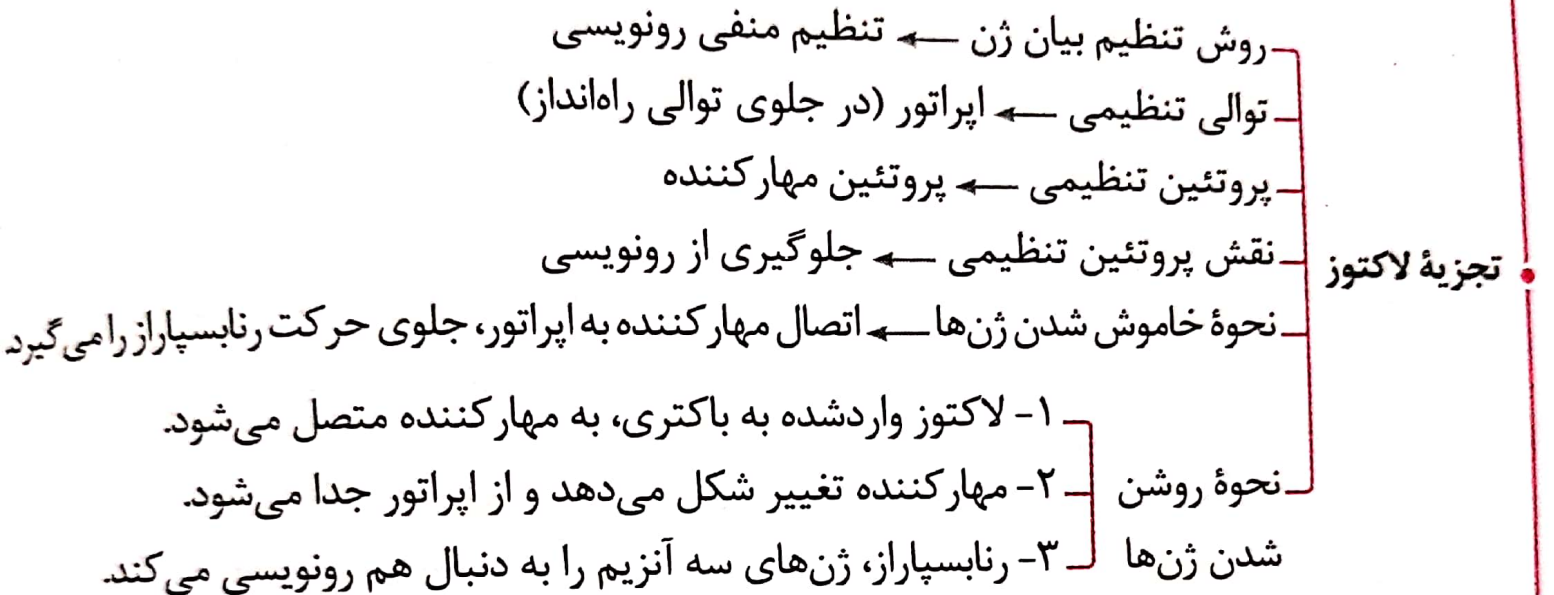 روش تنظیم بیان ژن ← تنظیم منفی رونویسی
توالی تنظیمی ← اپراتور (در جلوی توالی راه‌انداز)
پروتئین تنظیمی ← پروتئین مهارکننده
نقش پروتئین تنظیمی ← جلوگیری از رونویسی
تجزیهٔ لاکتوز
نحوهٔ خاموش شدن ژن‌ها ← اتصال مهارکننده به اپراتور، جلوی حرکت رنابسپاراز را می‌گیرد.
۱- لاکتوز واردشده به باکتری، به مهارکننده متصل می‌شود.
نحوهٔ روشن
۲- مهارکننده تغییر شکل می‌دهد و از اپراتور جدا می‌شود.
شدن ژن‌ها
۳- رنابسپاراز، ژن‌های سه آنزیم را به دنبال هم رونویسی می‌کند.